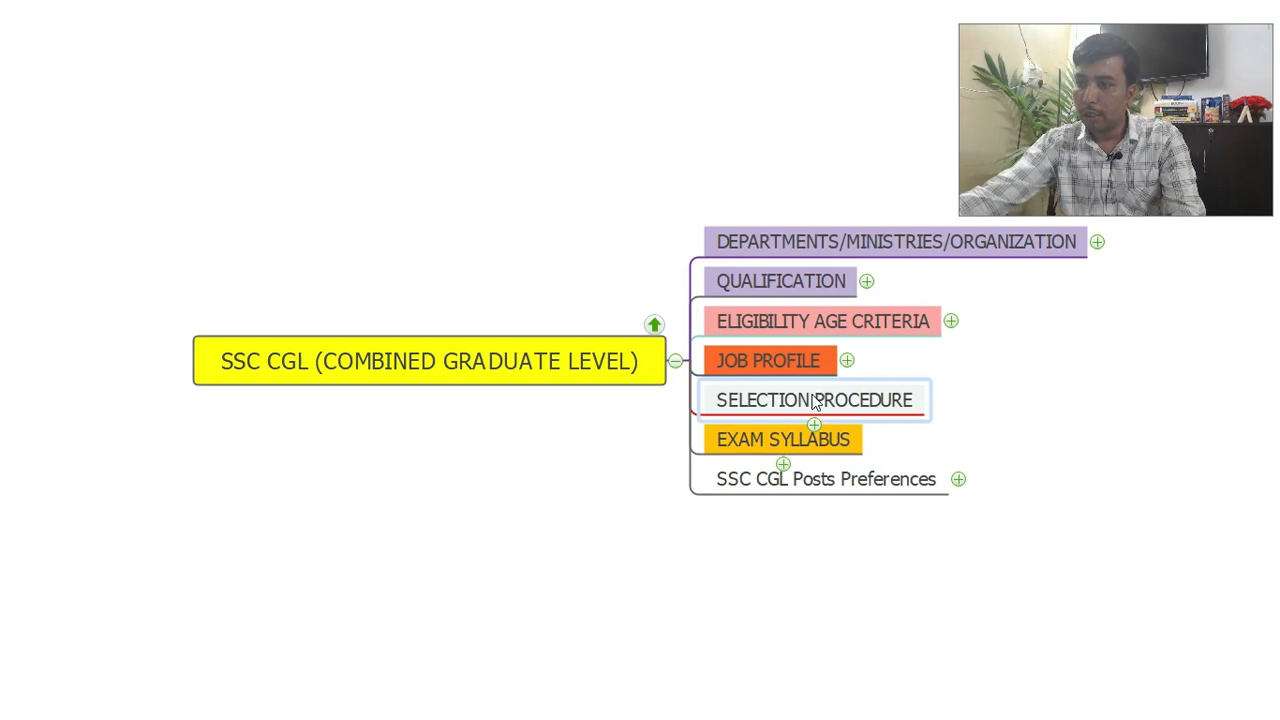 DEPARTMENTS/MINISTRIES/ORGANIZATION
QUALIFICATION
ELIGIBILITY AGE CRITERIA
SSC CGL (COMBINED GRADUATE LEVEL)
JOB PROFILE
SELECTION PROCEDURE
EXAM SYLLABUS
SSC CGL Posts Preferences